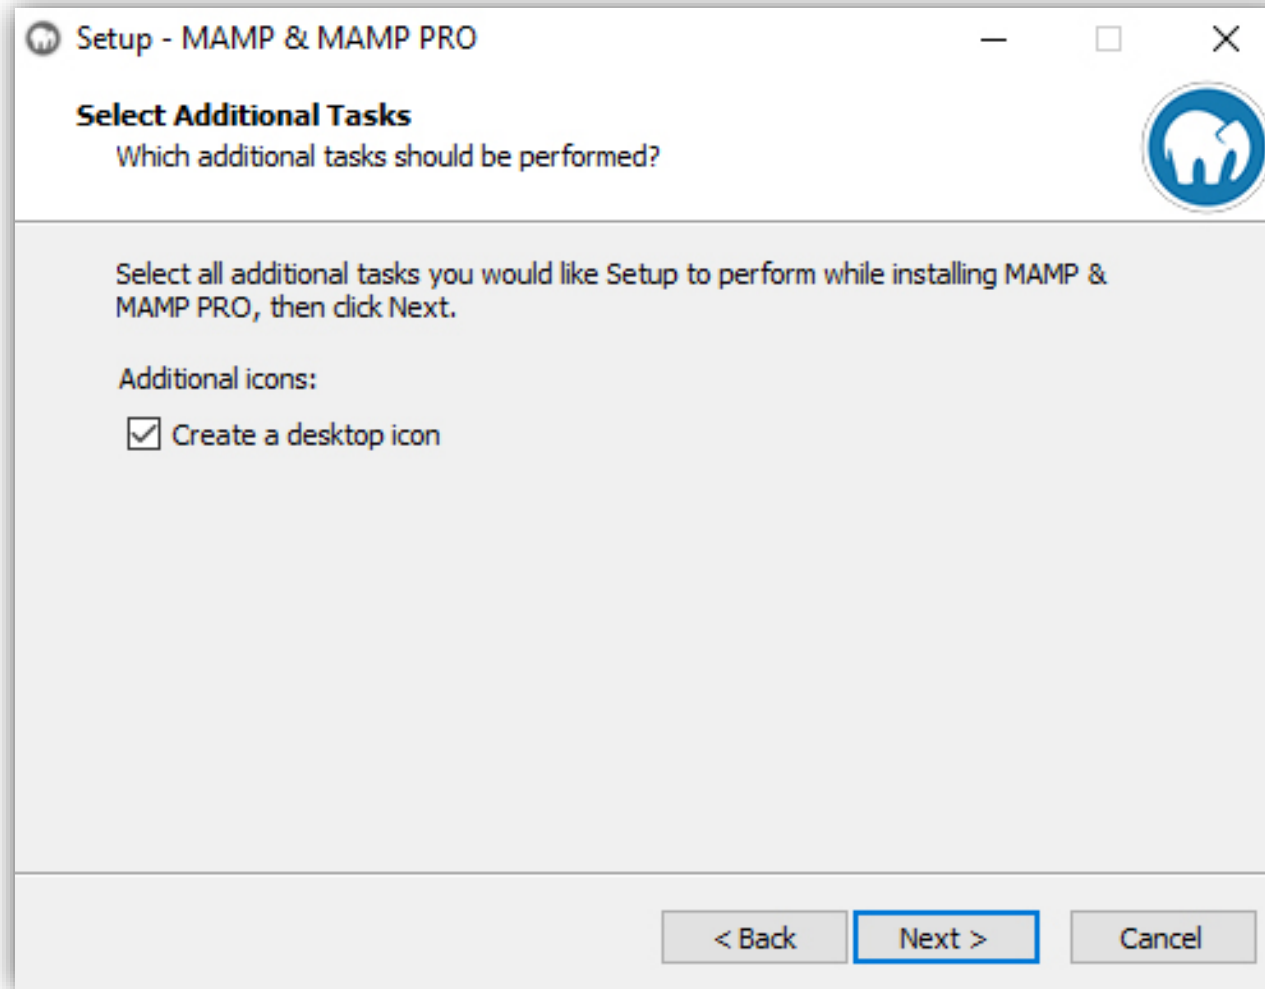 Setup - MAMP & MAMP PRO
Select Additional Tasks
Which additional tasks should be performed?
Select all additional tasks you would like Setup to perform while installing MAMP &
MAMP PRO, then click Next.
Additional icons:
Create a desktop icon
< Back
Next >
Cancel